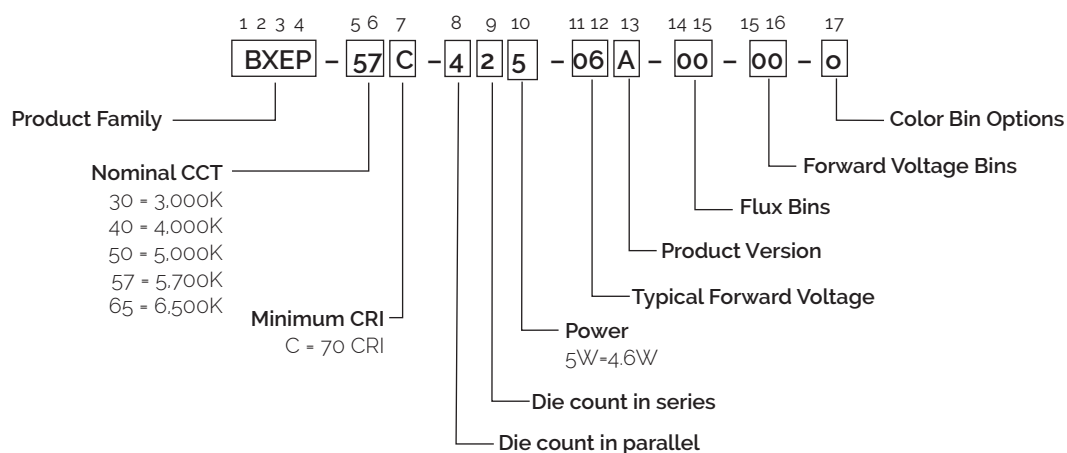 1 2 3 4 5 6 7 8 9 10 11 12 13 14 15 15 16 17
BXEP – 57 C – 4 2 5 – 06 A – 00 – 00 – 0
Product Family
Color Bin Options
Nominal CCT
30 = 3,000K
40 = 4,000K
50 = 5,000K
57 = 5,700K
65 = 6,500K
Forward Voltage Bins
Flux Bins
Product Version
Typical Forward Voltage
Minimum CRI
C = 70 CRI
Power
5W=4.6W
Die count in series
Die count in parallel